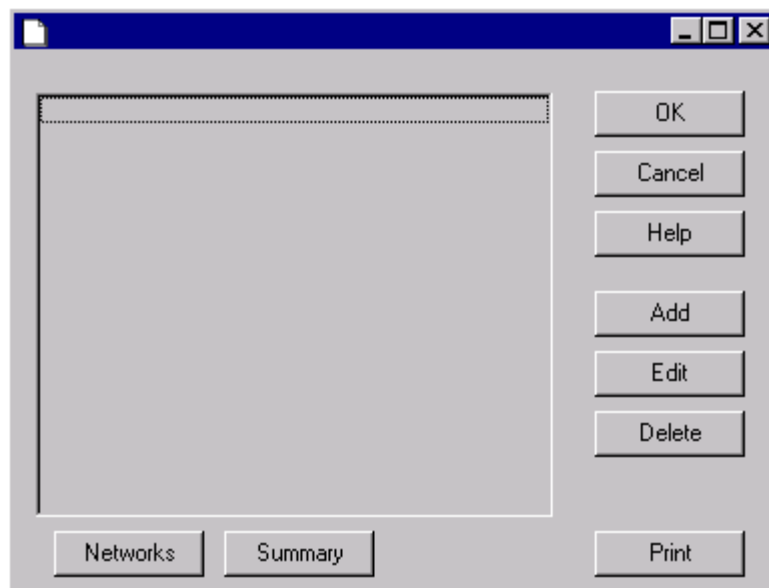 OK
Cancel
Help
Add
Edit
Delete
Networks
Summary
Print